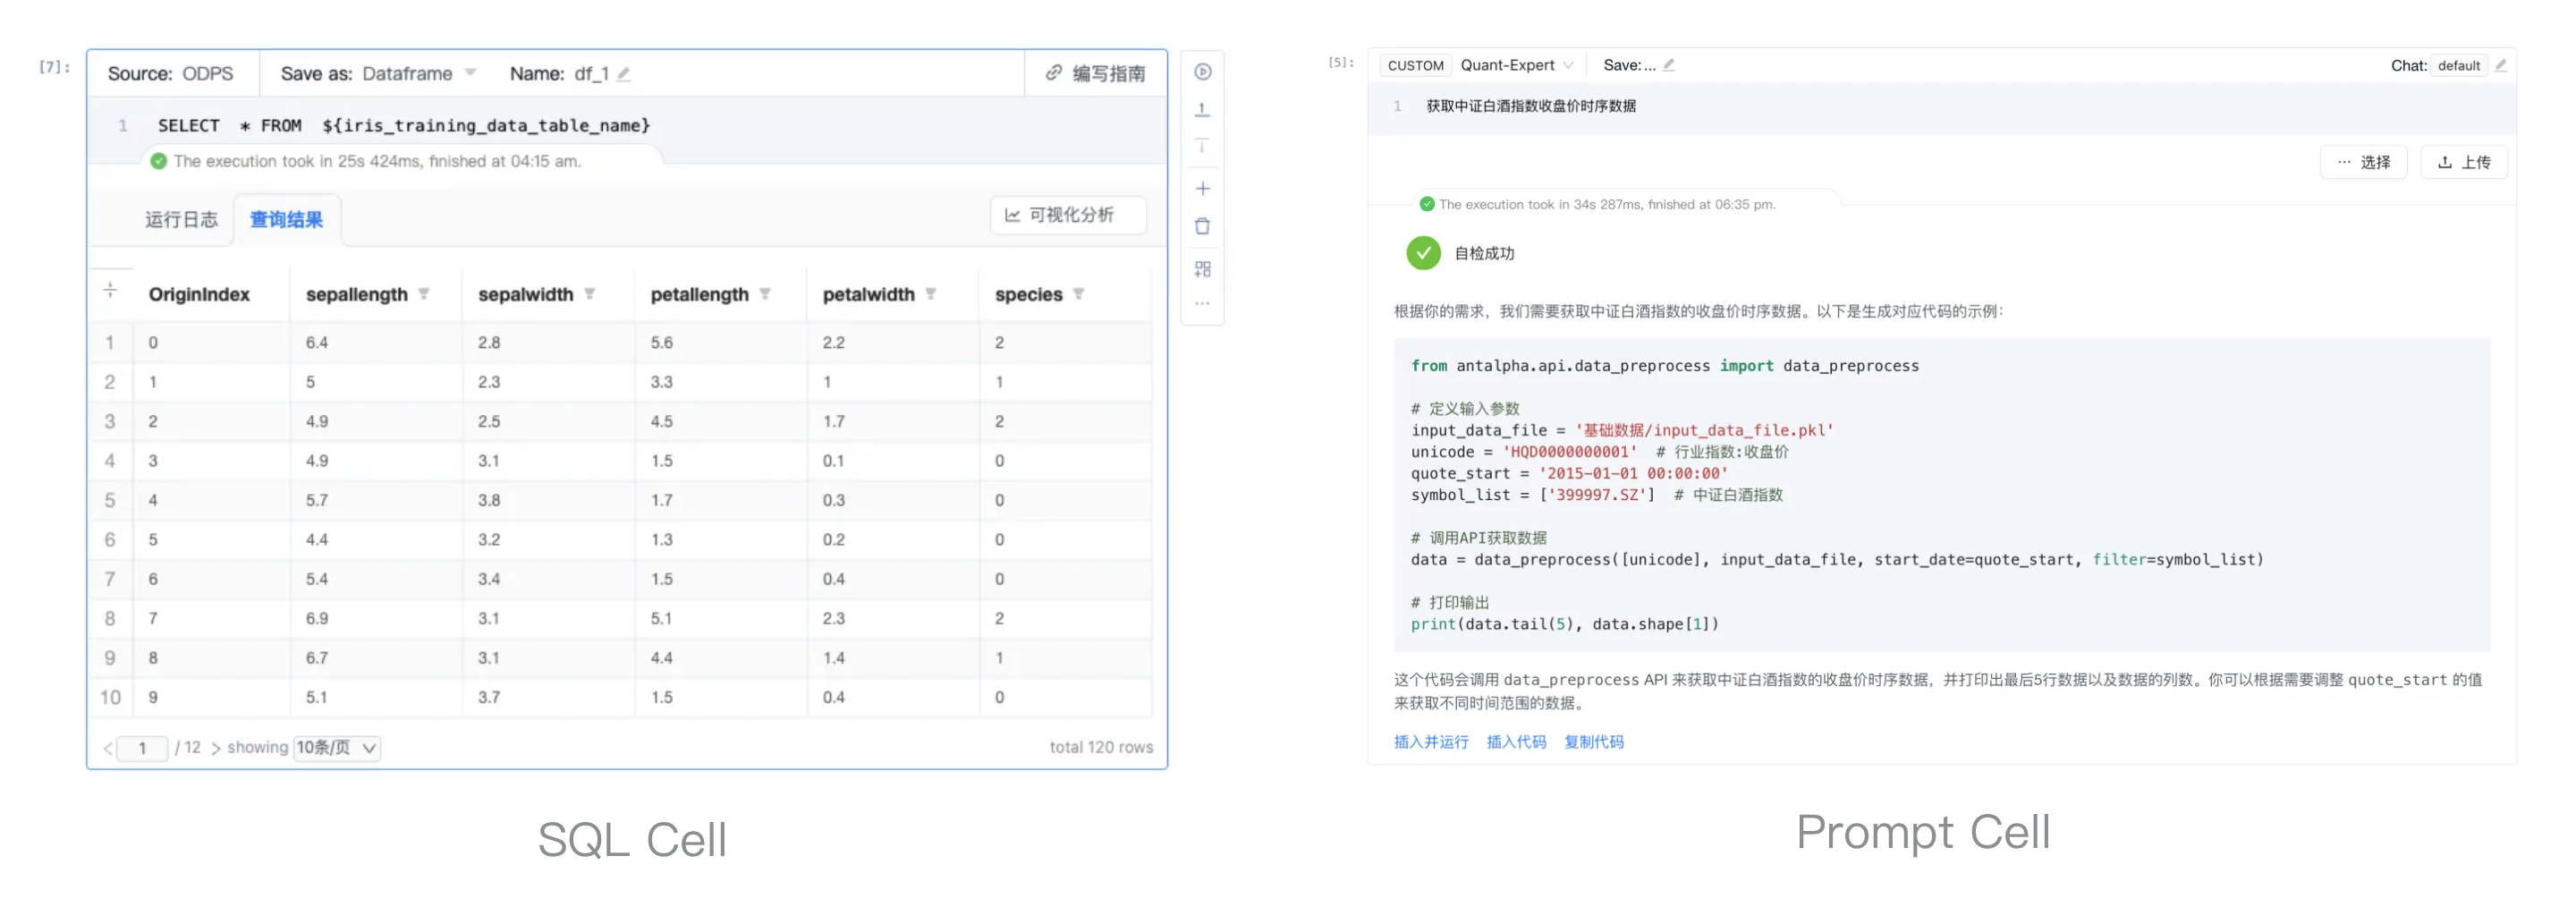 [7]:
Source: ODPS Save as: Dataframe Name: df_1 编写指南
1 SELECT * FROM ${iris_training_data_table_name}
The execution took in 25s 424ms, finished at 04:15 am.
运行日志 查询结果 可视化分析
OriginIndex sepallength sepalwidth petallength petalwidth species
1 0 6.4 2.8 5.6 2.2 2
2 1 5 2.3 3.3 1 1
3 2 4.9 2.5 4.5 1.7 2
4 3 4.9 3.1 1.5 0.1 0
5 4 5.7 3.8 1.7 0.3 0
6 5 4.4 3.2 1.3 0.2 0
7 6 5.4 3.4 1.5 0.4 0
8 7 6.9 3.1 5.1 2.3 2
9 8 6.7 3.1 4.4 1.4 1
10 9 5.1 3.7 1.5 0.4 0
< 1 / 12 > showing 10条/页 total 120 rows
SQL Cell
[5]:
CUSTOM Quant-Expert Save: ... Chat: default
1 获取中证白酒指数收盘价时序数据
··· 选择 上传
The execution took in 34s 287ms, finished at 06:35 pm.
自检成功
根据你的需求，我们需要获取中证白酒指数的收盘价时序数据。以下是生成对应代码的示例：
from antalpha.api.data_preprocess import data_preprocess
# 定义输入参数
input_data_file = '基础数据/input_data_file.pkl'
unicode = 'HQD0000000001' # 行业指数:收盘价
quote_start = '2015-01-01 00:00:00'
symbol_list = ['399997.SZ'] # 中证白酒指数
# 调用API获取数据
data = data_preprocess([unicode], input_data_file, start_date=quote_start, filter=symbol_list)
# 打印输出
print(data.tail(5), data.shape[1])
这个代码会调用 data_preprocess API 来获取中证白酒指数的收盘价时序数据，并打印出最后5行数据以及数据的列数。你可以根据需要调整 quote_start 的值
来获取不同时间范围的数据。
插入并运行 插入代码 复制代码
Prompt Cell